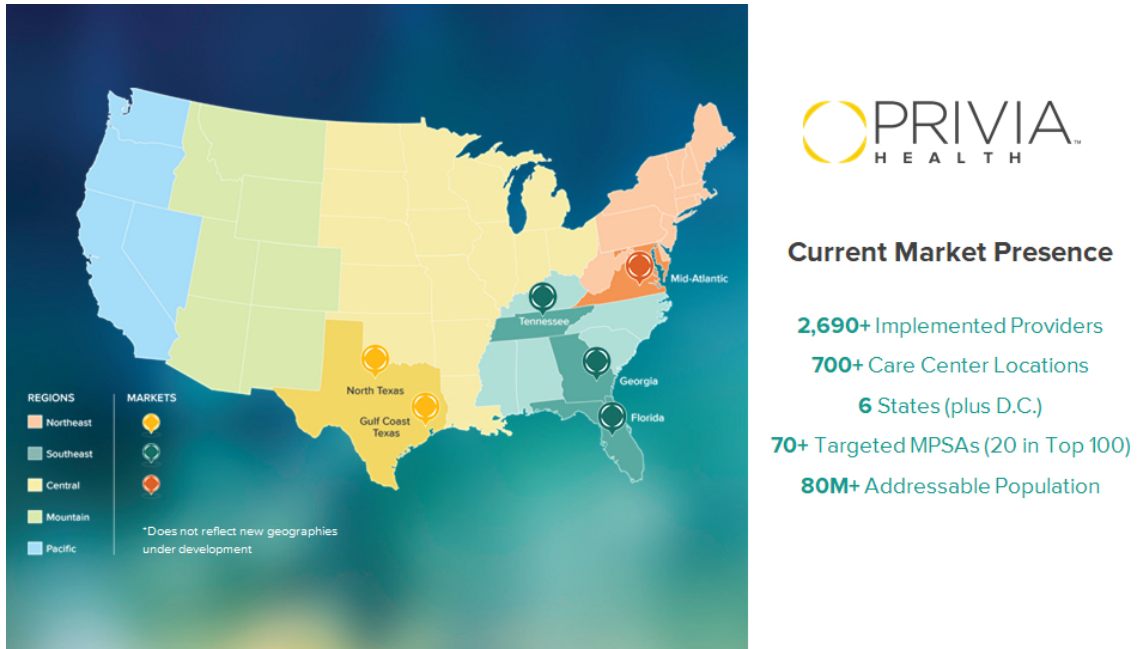 PRIVIA™
HEALTH
Current Market Presence
2,690+ Implemented Providers
700+ Care Center Locations
6 States (plus D.C.)
70+ Targeted MPSAs (20 in Top 100)
80M+ Addressable Population
Mid-Atlantic
Tennessee
Georgia
Florida
North Texas
Gulf Coast
Texas
REGIONS
Northeast
Southeast
Central
Mountain
Pacific
MARKETS
*Does not reflect new geographies
under development